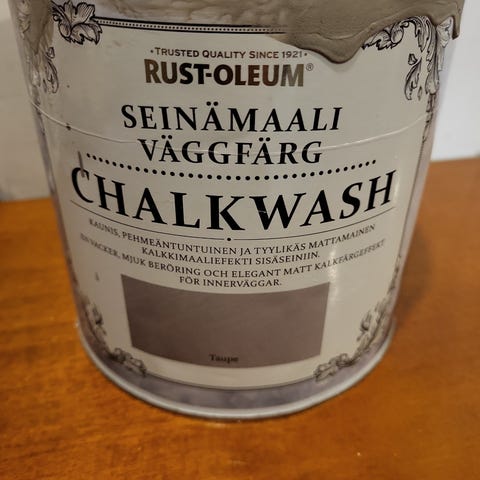 • TRUSTED QUALITY SINCE 1921 •
RUST-OLEUM®
SEINÄMAALI
VÄGGFÄRG
CHALKWASH
KAUNIS, PEHMEÄNTUNTUINEN JA TYYLIKÄS MATTAMAINEN
KALKKIMAALIEFEKTI SISÄSEINIIN.
EN VACKER, MJUK BERÖRING OCH ELEGANT MATT KALKFÄRGEFFEKT
FÖR INNERVÄGGAR.
Taupe